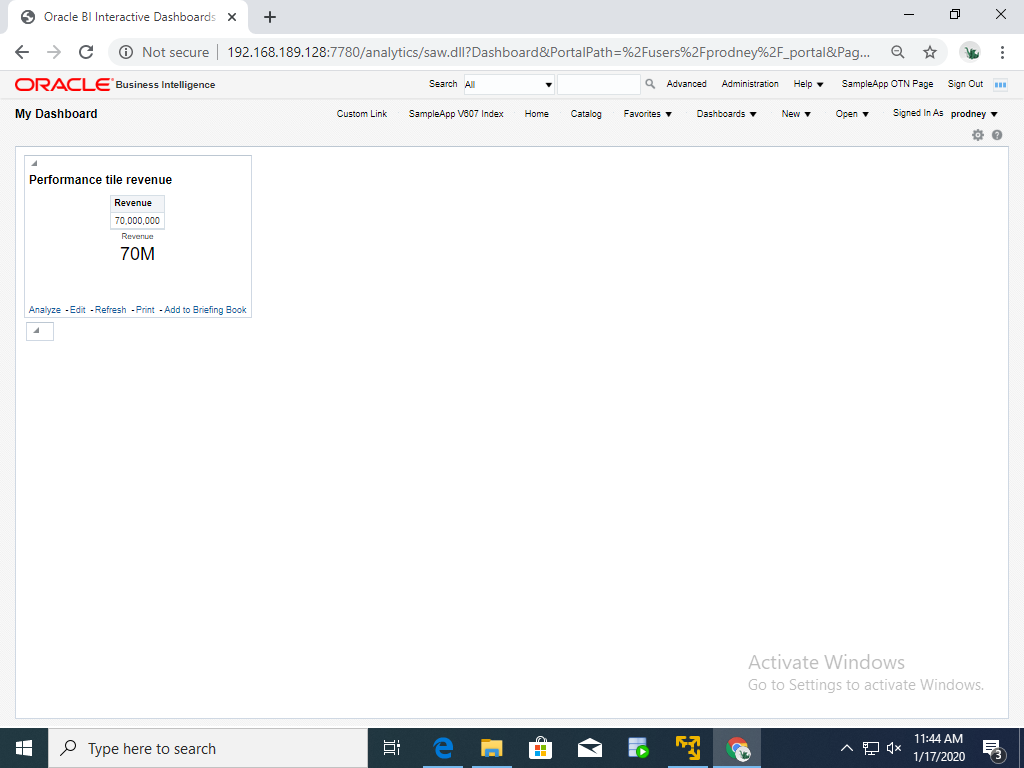 Oracle BI Interactive Dashboards
Not secure 192.168.189.128:7780/analytics/saw.dll?Dashboard&PortalPath=%2Fusers%2Fprodney%2F_portal&Pag...
ORACLE Business Intelligence Search All Advanced Administration Help SampleApp OTN Page Sign Out
My Dashboard Custom Link SampleApp V607 Index Home Catalog Favorites Dashboards New Open Signed In As prodney
Performance tile revenue
Revenue
70,000,000
Revenue
70M
Analyze - Edit - Refresh - Print - Add to Briefing Book
Activate Windows
Go to Settings to activate Windows.
Type here to search
11:44 AM
1/17/2020
3